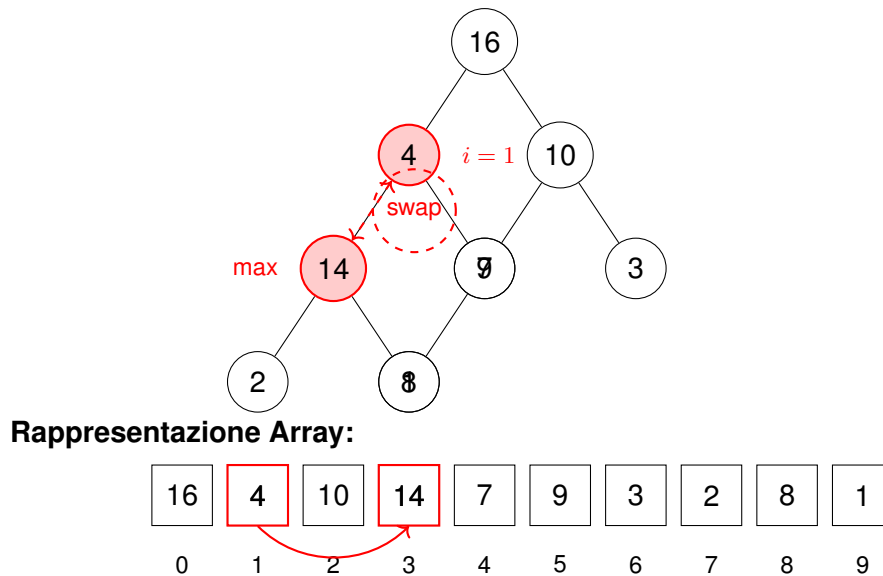 16
4 i = 1 10
swap
max 14 3
2
Rappresentazione Array:
16 4 10 14 7 9 3 2 8 1
0 1 2 3 4 5 6 7 8 9